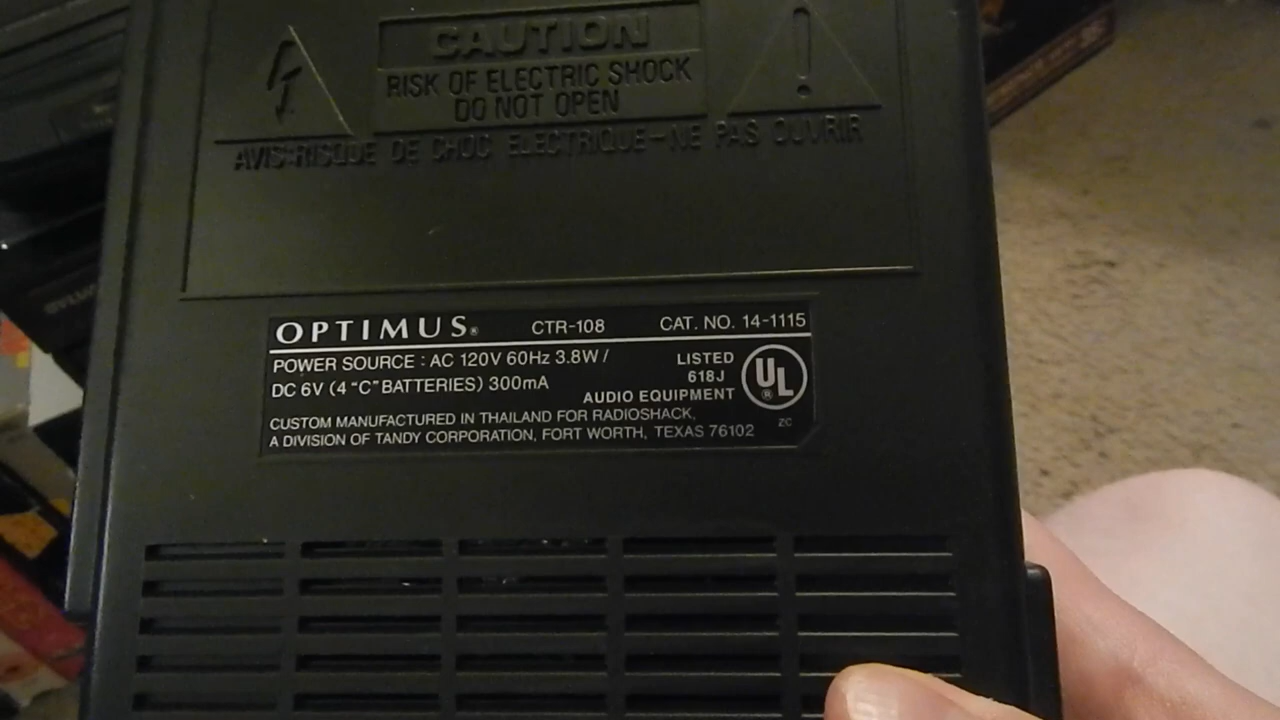 CAUTION
RISK OF ELECTRIC SHOCK
DO NOT OPEN
AVIS:RISQUE DE CHOC ELECTRIQUE–NE PAS OUVRIR
OPTIMUS® CTR-108 CAT. NO. 14-1115
POWER SOURCE : AC 120V 60Hz 3.8W /
DC 6V (4 "C" BATTERIES) 300mA
LISTED
618J
AUDIO EQUIPMENT
UL®
CUSTOM MANUFACTURED IN THAILAND FOR RADIOSHACK,
A DIVISION OF TANDY CORPORATION, FORT WORTH, TEXAS 76102
ZC